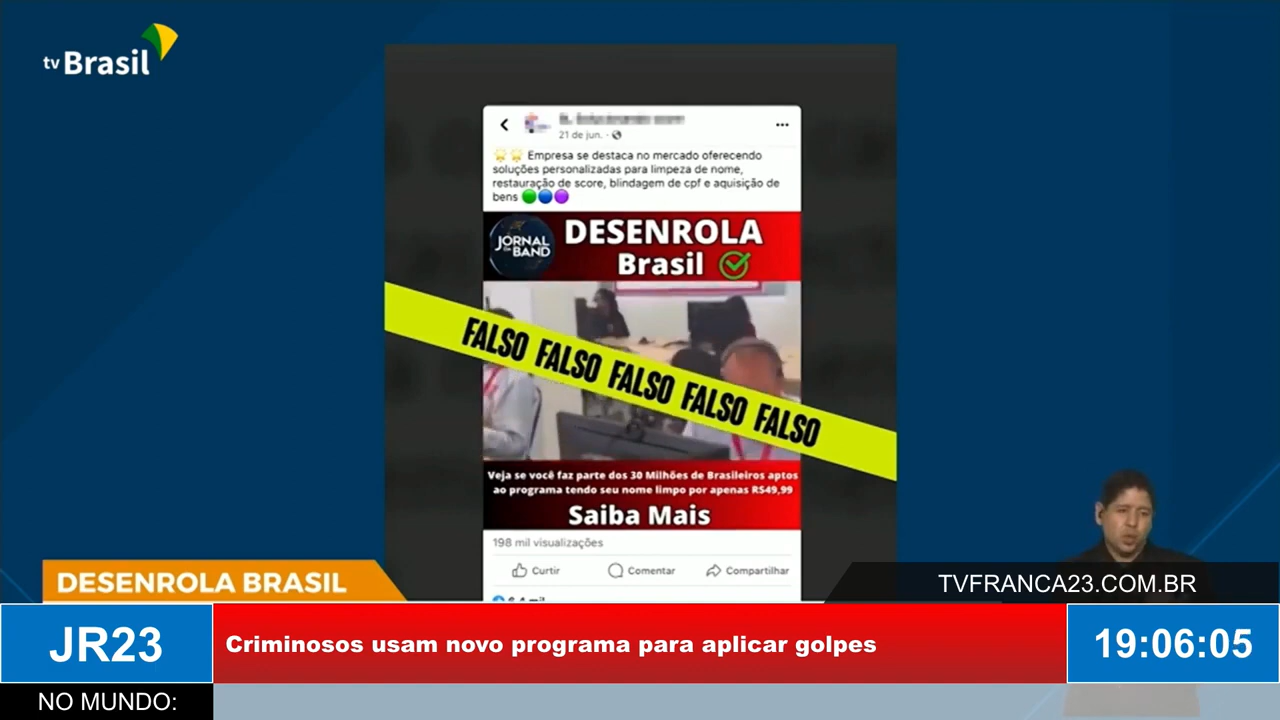 tv Brasil
21 de jun. ·
Empresa se destaca no mercado oferecendo
soluções personalizadas para limpeza de nome,
restauração de score, blindagem de cpf e aquisição de
bens
JORNAL DA BAND
DESENROLA
Brasil
FALSO FALSO FALSO FALSO FALSO
Veja se você faz parte dos 30 Milhões de Brasileiros aptos
ao programa tendo seu nome limpo por apenas R$49,99
Saiba Mais
198 mil visualizações
Curtir Comentar Compartilhar
DESENROLA BRASIL
TVFRANCA23.COM.BR
JR23
Criminosos usam novo programa para aplicar golpes
19:06:05
NO MUNDO: